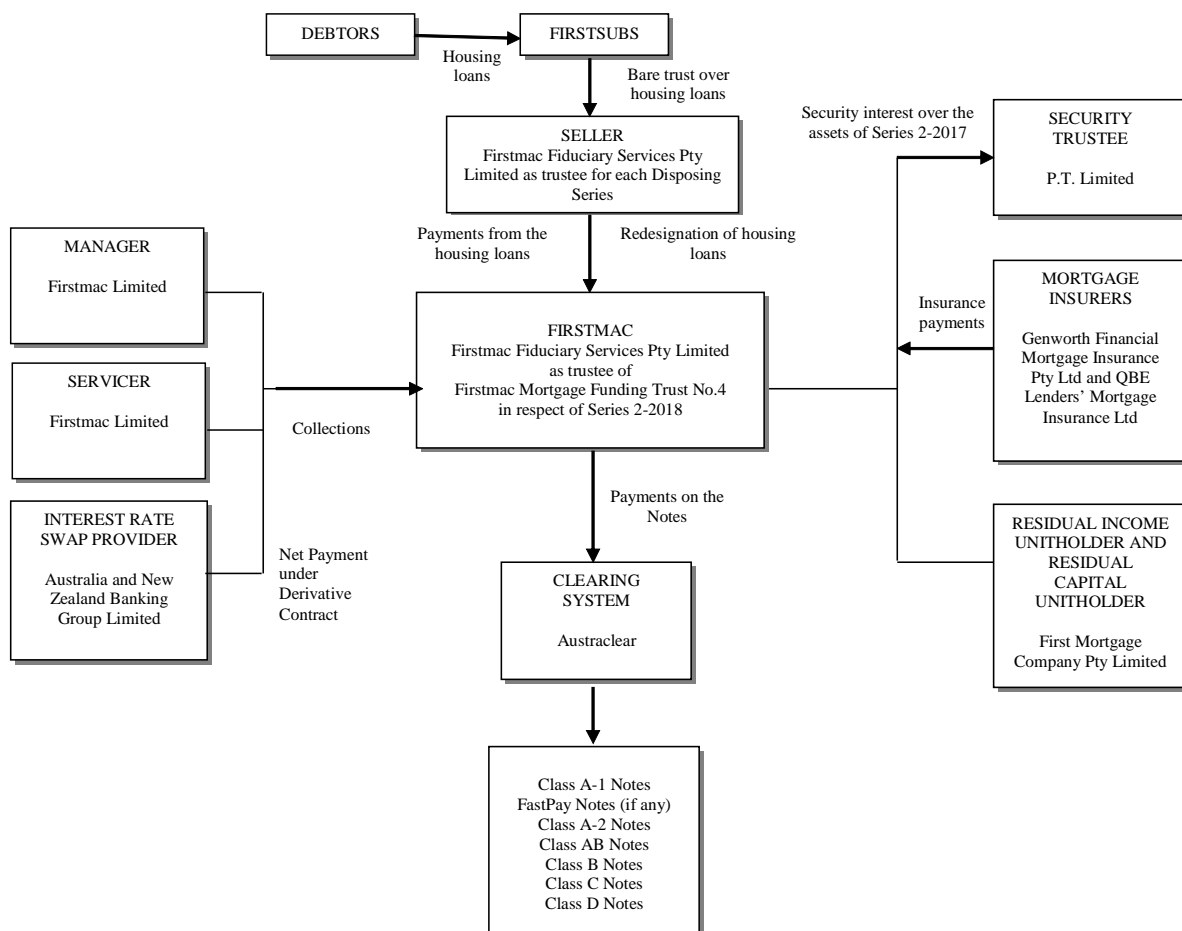 DEBTORS
FIRSTSUBS
Housing
loans
Bare trust over
housing loans
SELLER
Firstmac Fiduciary Services Pty
Limited as trustee for each Disposing
Series
Security interest over the
assets of Series 2-2017
SECURITY
TRUSTEE
P.T. Limited
Payments from the
housing loans
Redesignation of housing
loans
MANAGER
Firstmac Limited
FIRSTMAC
Firstmac Fiduciary Services Pty Limited
as trustee of
Firstmac Mortgage Funding Trust No.4
in respect of Series 2-2018
Insurance
payments
MORTGAGE
INSURERS
Genworth Financial
Mortgage Insurance
Pty Ltd and QBE
Lenders’ Mortgage
Insurance Ltd
SERVICER
Firstmac Limited
Collections
Payments on the
Notes
INTEREST RATE
SWAP PROVIDER
Australia and New
Zealand Banking
Group Limited
Net Payment
under
Derivative
Contract
CLEARING
SYSTEM
Austraclear
RESIDUAL INCOME
UNITHOLDER AND
RESIDUAL
CAPITAL
UNITHOLDER
First Mortgage
Company Pty Limited
Class A-1 Notes
FastPay Notes (if any)
Class A-2 Notes
Class AB Notes
Class B Notes
Class C Notes
Class D Notes